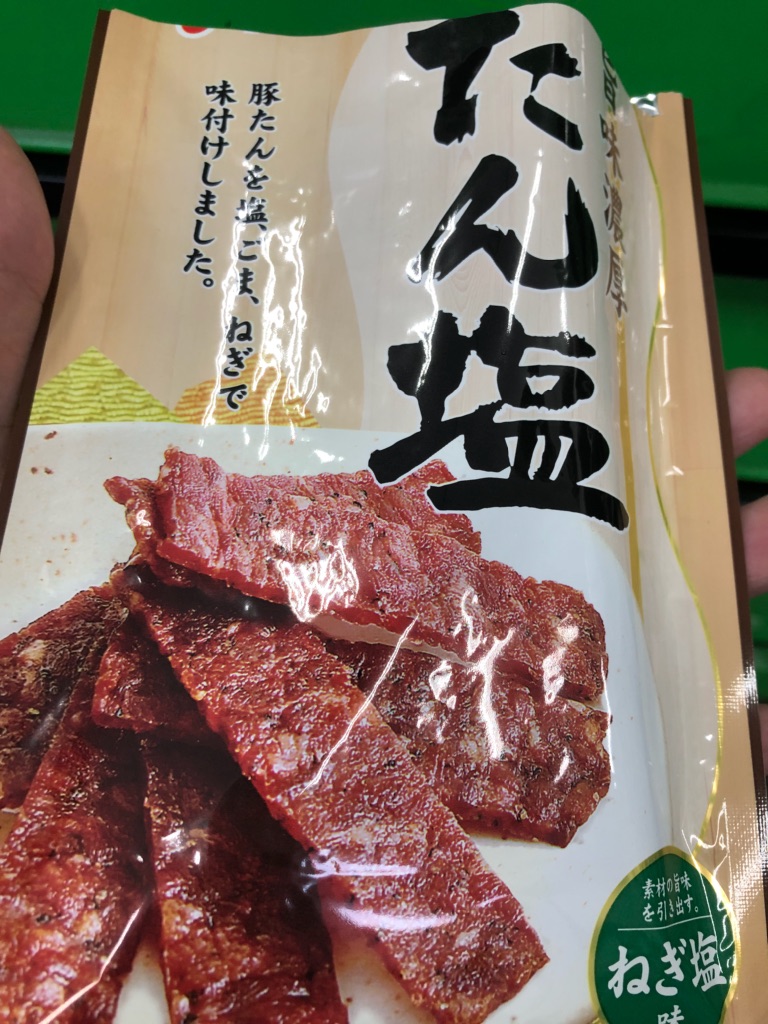 旨味濃厚
たん塩
豚たんを塩、ごま、ねぎで
味付けしました。
素材の旨味
を引き出す。
ねぎ塩
味